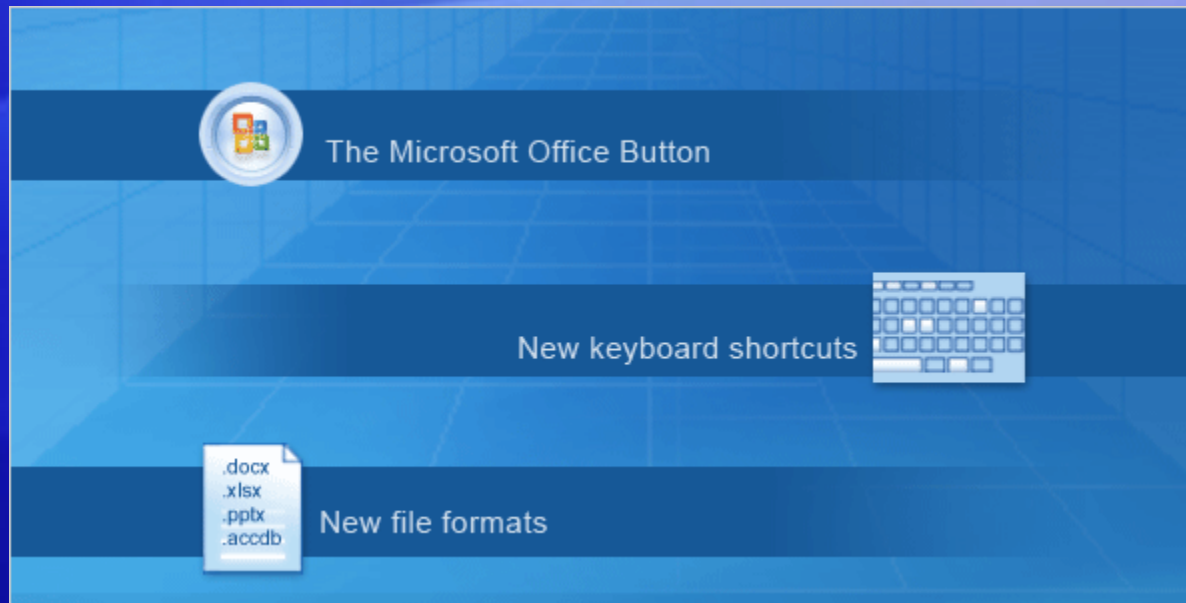 The Microsoft Office Button
New keyboard shortcuts
.docx
.xlsx
.pptx
.accdb
New file formats